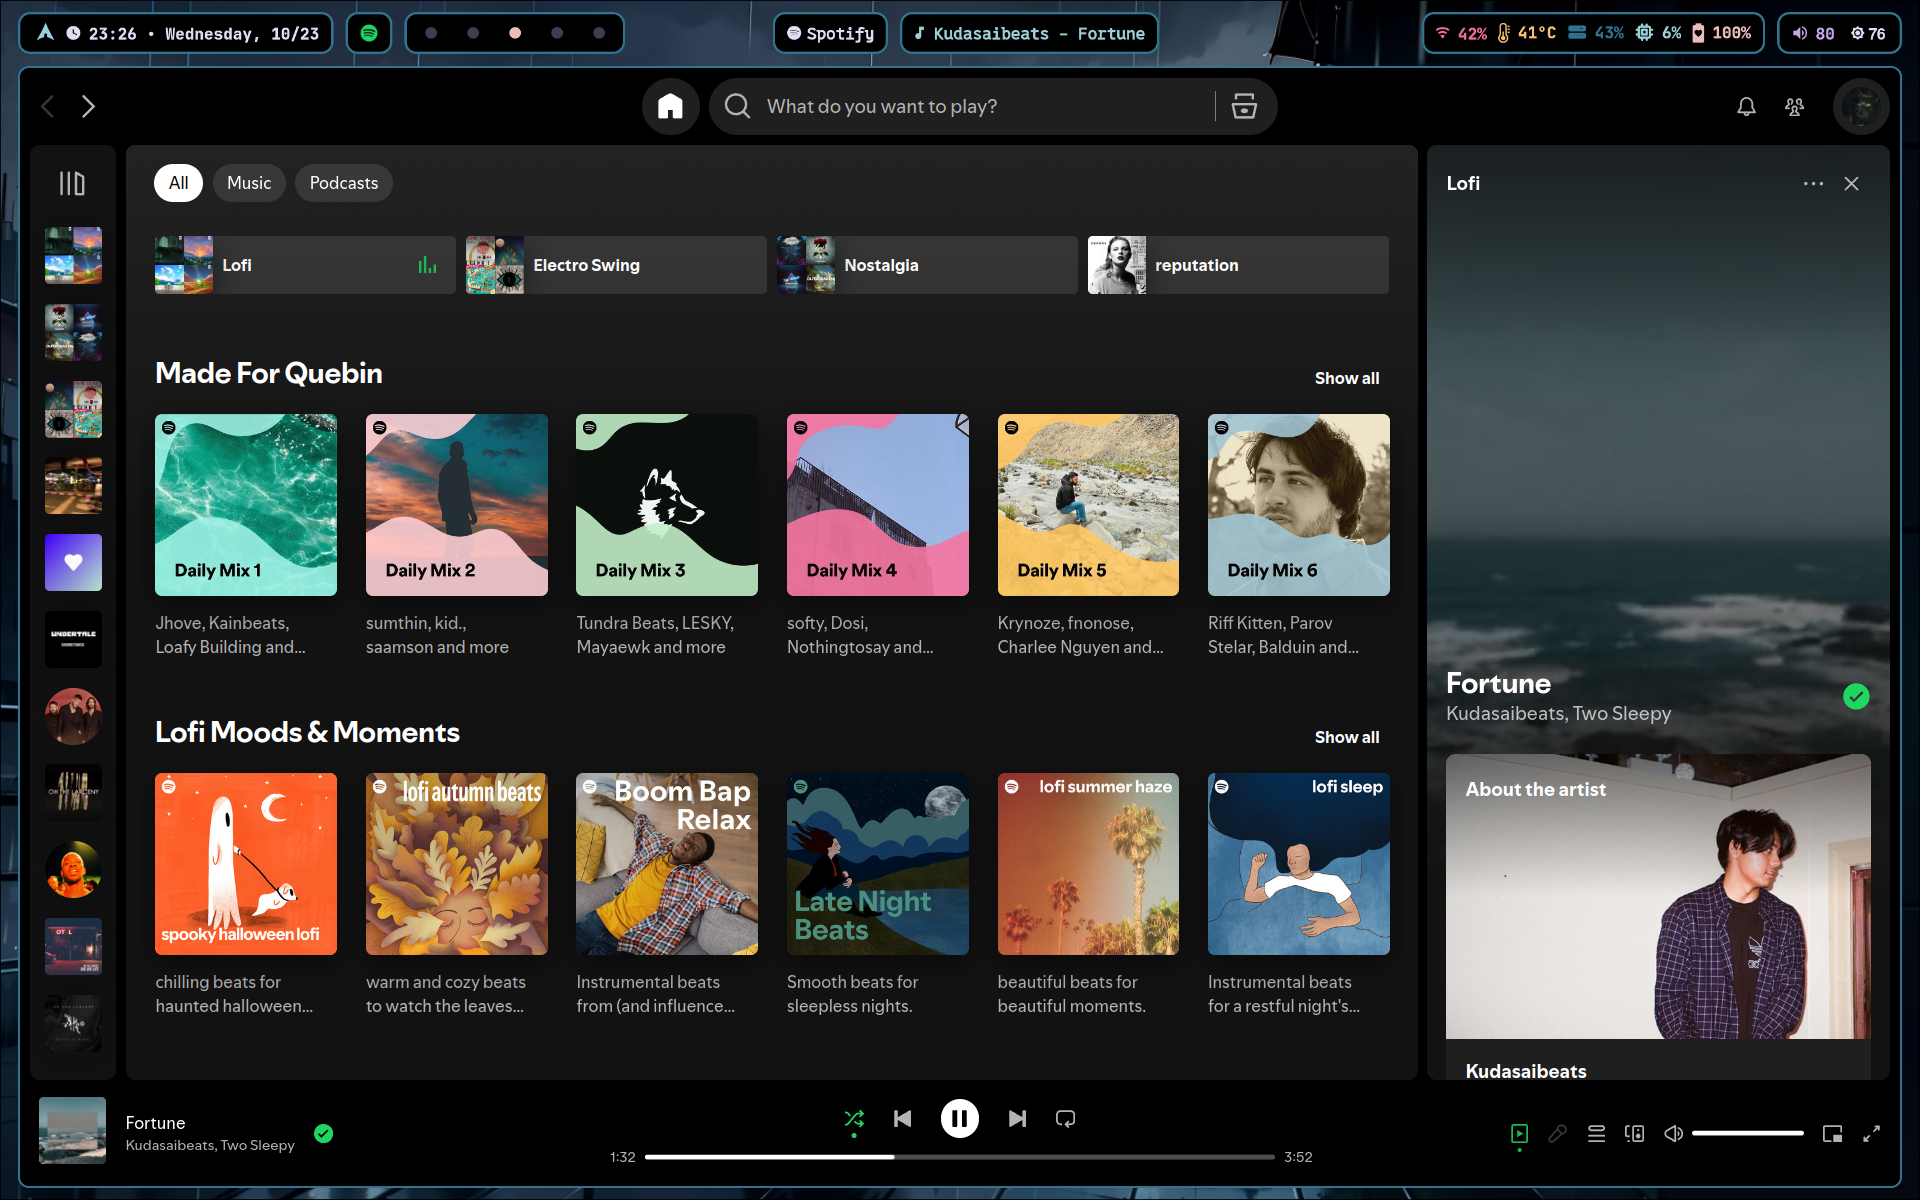 23:26 • Wednesday, 10/23
Spotify
Kudasaibeats - Fortune
42% 41°C 43% 6% 100%
80 76
What do you want to play?
All
Music
Podcasts
Lofi
Electro Swing
Nostalgia
reputation
Made For Quebin
Show all
Daily Mix 1
Daily Mix 2
Daily Mix 3
Daily Mix 4
Daily Mix 5
Daily Mix 6
Jhove, Kainbeats,
Loafy Building and...
sumthin, kid.,
saamson and more
Tundra Beats, LESKY,
Mayaewk and more
softy, Dosi,
Nothingtosay and...
Krynoze, fnonose,
Charlee Nguyen and...
Riff Kitten, Parov
Stelar, Balduin and...
Lofi Moods & Moments
Show all
spooky halloween lofi
lofi autumn beats
Boom Bap
Relax
Late Night
Beats
lofi summer haze
lofi sleep
chilling beats for
haunted halloween...
warm and cozy beats
to watch the leaves...
Instrumental beats
from (and influence...
Smooth beats for
sleepless nights.
beautiful beats for
beautiful moments.
Instrumental beats
for a restful night's...
UNDERTALE
SOUNDTRACK
Lofi
Fortune
Kudasaibeats, Two Sleepy
About the artist
Kudasaibeats
Fortune
Kudasaibeats, Two Sleepy
1:32
3:52